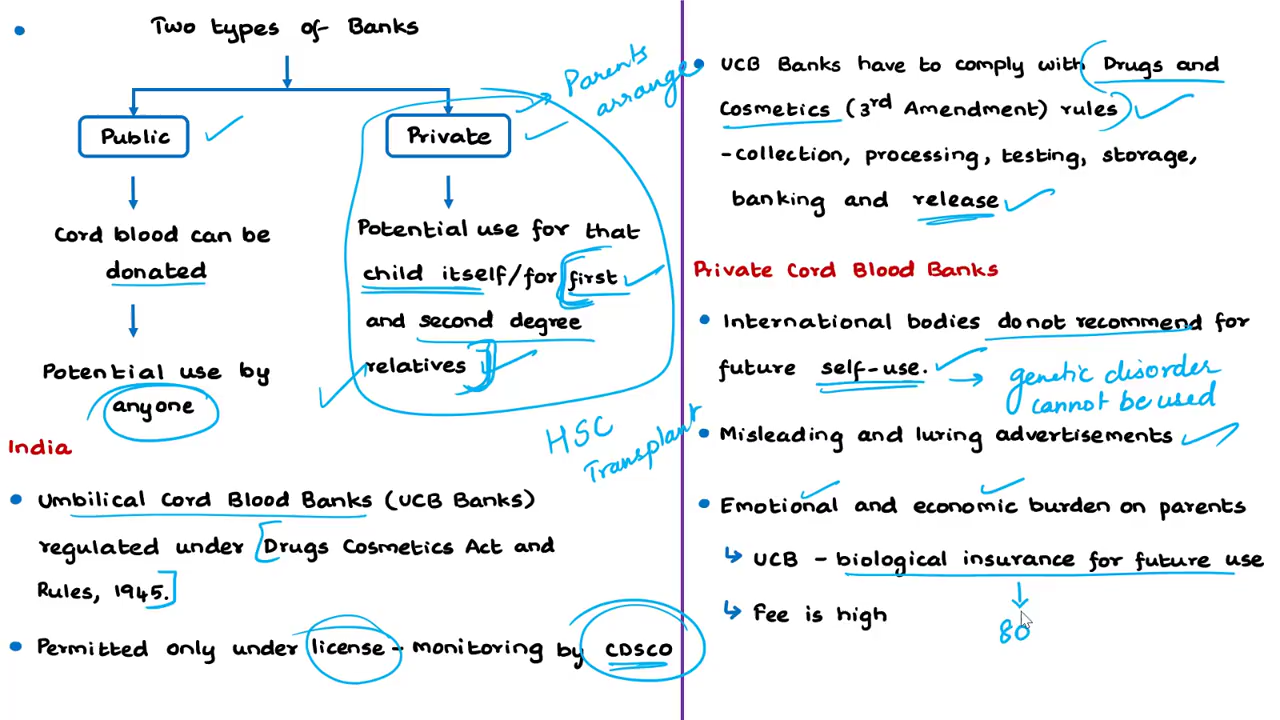 Two types of Banks
Public
Private
Parents
arrange
Cord blood can be
donated
Potential use by
anyone
Potential use for that
child itself/for first
and second degree
relatives
HSC
Transplant
India
Umbilical Cord Blood Banks (UCB Banks)
regulated under Drugs Cosmetics Act and
Rules, 1945.
Permitted only under license - monitoring by CDSCO
UCB Banks have to comply with Drugs and
Cosmetics (3rd Amendment) rules
-collection, processing, testing, storage,
banking and release
Private Cord Blood Banks
International bodies do not recommend for
future self-use.
genetic disorder
cannot be used
Misleading and luring advertisements
Emotional and economic burden on parents
UCB - biological insurance for future use
Fee is high
80